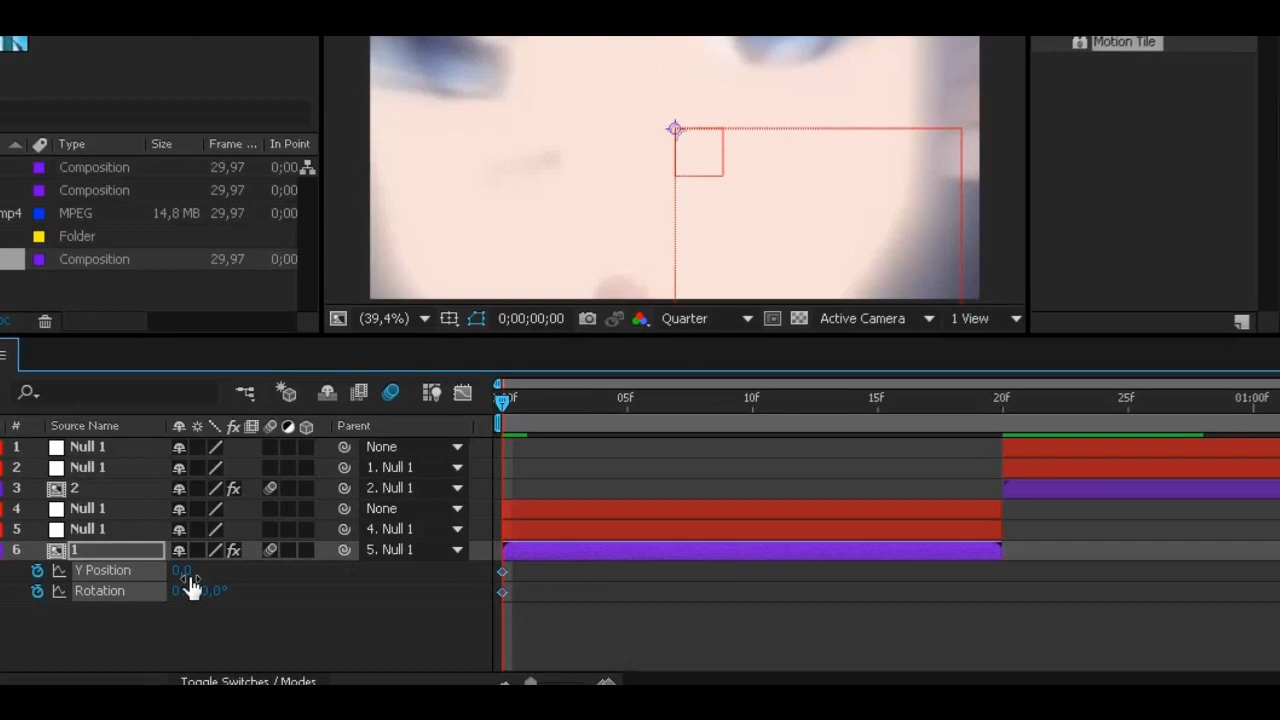 Motion Tile
Type Size Frame ... In Point
Composition 29,97 0;00
Composition 29,97 0;00
mp4 MPEG 14,8 MB 29,97 0;00
Folder
Composition 29,97 0;00
(39,4%) 0;00;00;00 Quarter Active Camera 1 View
05f 10f 15f 20f 25f 01:00f
# Source Name fx Parent
1 Null 1 None
2 Null 1 1. Null 1
3 2 fx 2. Null 1
4 Null 1 None
5 Null 1 4. Null 1
6 1 fx 5. Null 1
Y Position 0,0
Rotation 0
Toggle Switches / Modes